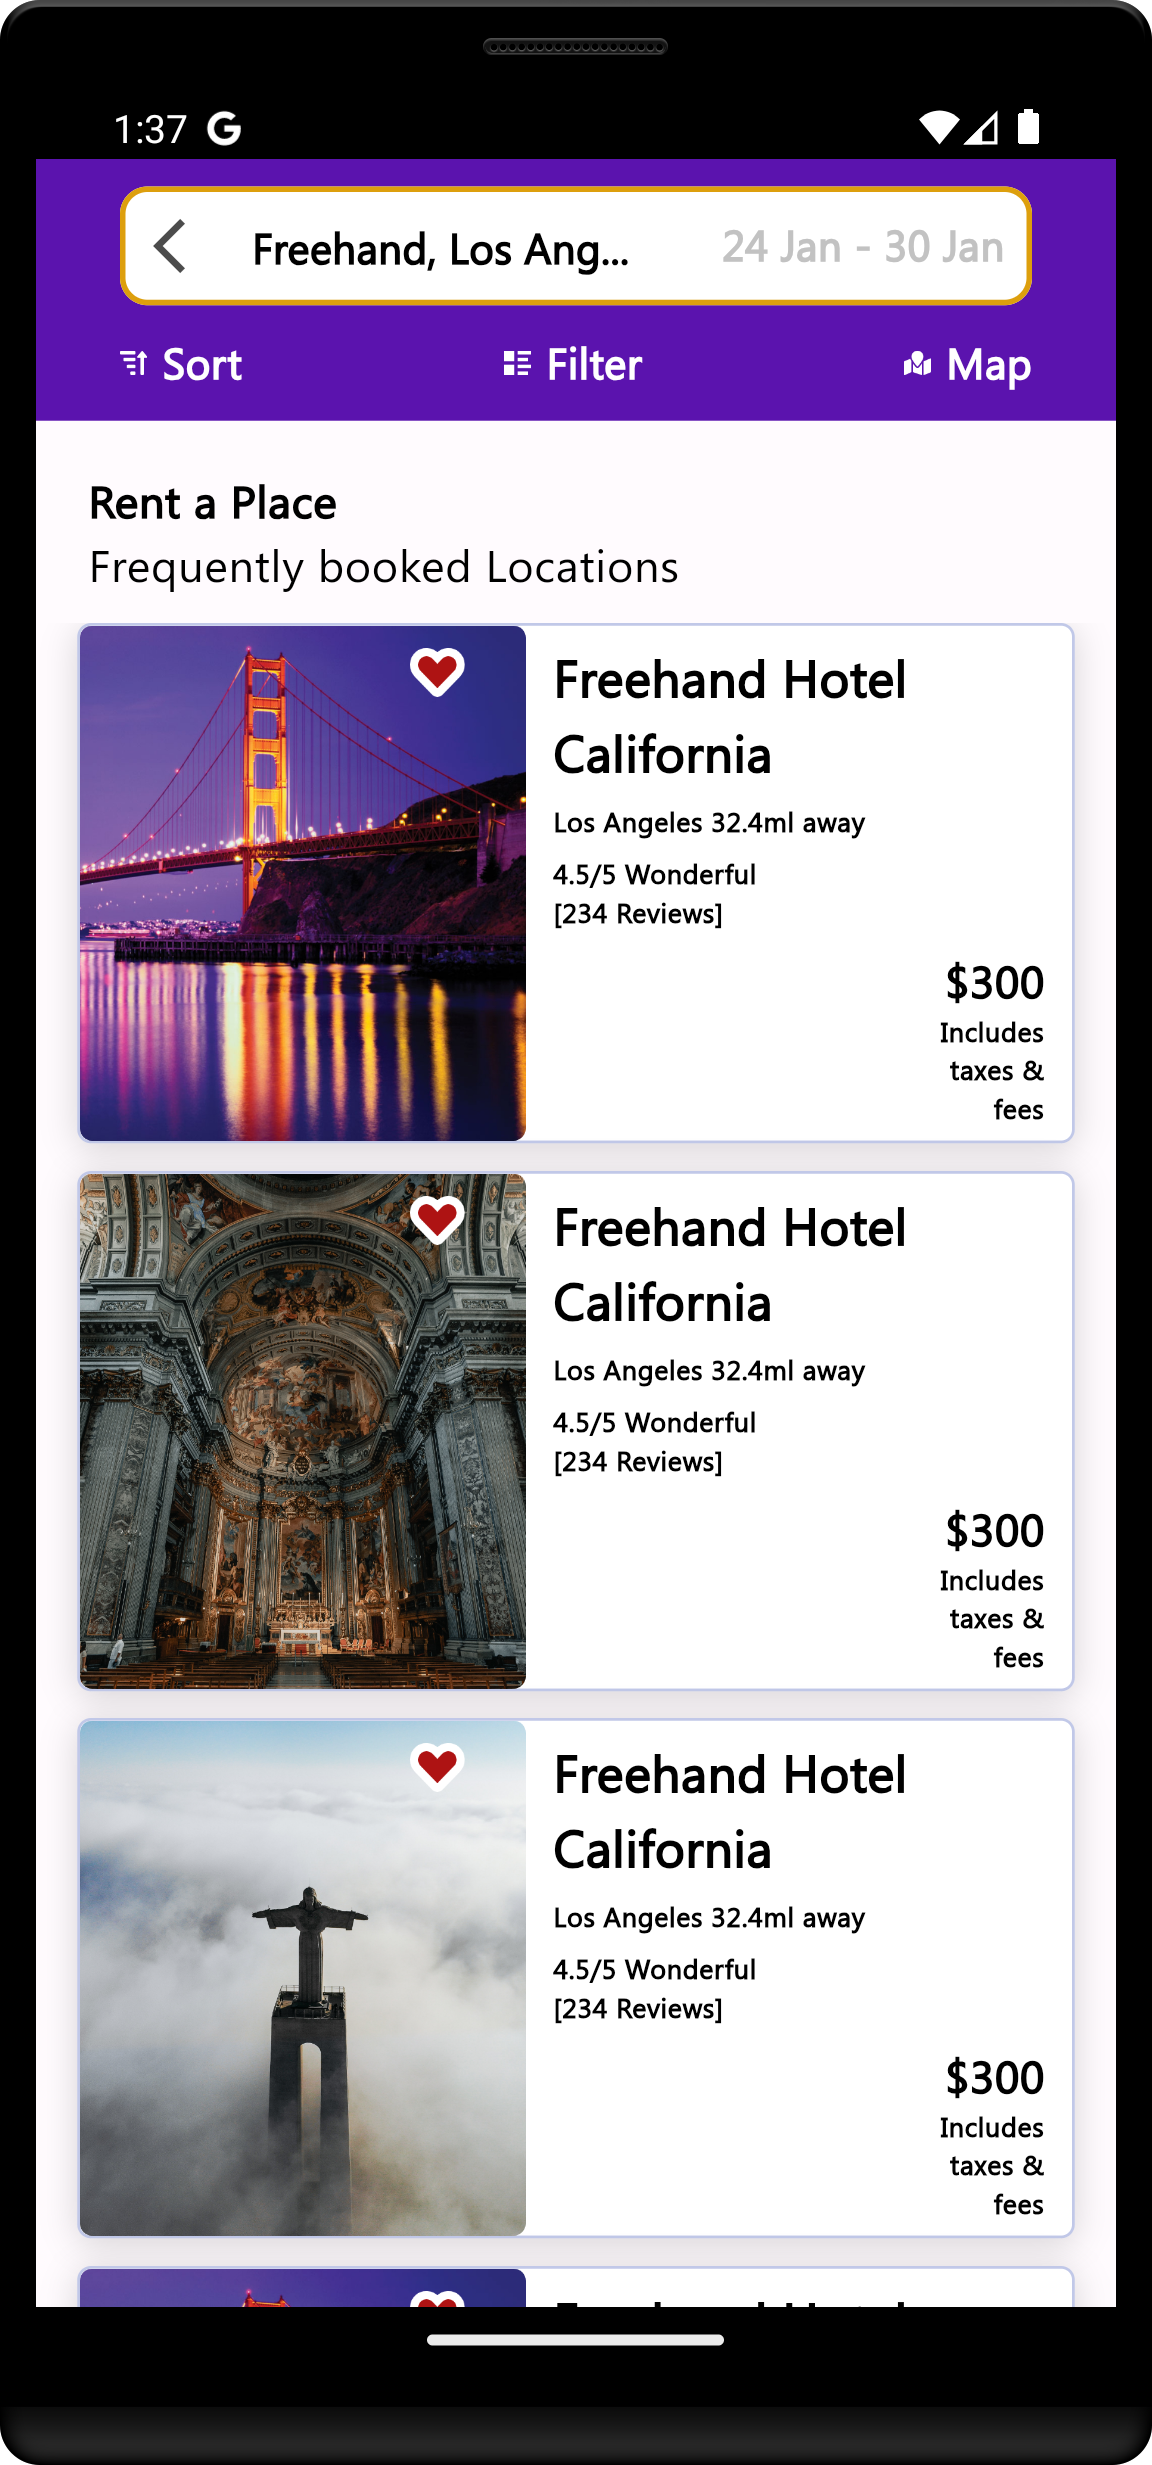 1:37
Freehand, Los Ang...
24 Jan - 30 Jan
Sort
Filter
Map
Rent a Place
Frequently booked Locations
Freehand Hotel
California
Los Angeles 32.4ml away
4.5/5 Wonderful
[234 Reviews]
$300
Includes
taxes &
fees
Freehand Hotel
California
Los Angeles 32.4ml away
4.5/5 Wonderful
[234 Reviews]
$300
Includes
taxes &
fees
Freehand Hotel
California
Los Angeles 32.4ml away
4.5/5 Wonderful
[234 Reviews]
$300
Includes
taxes &
fees